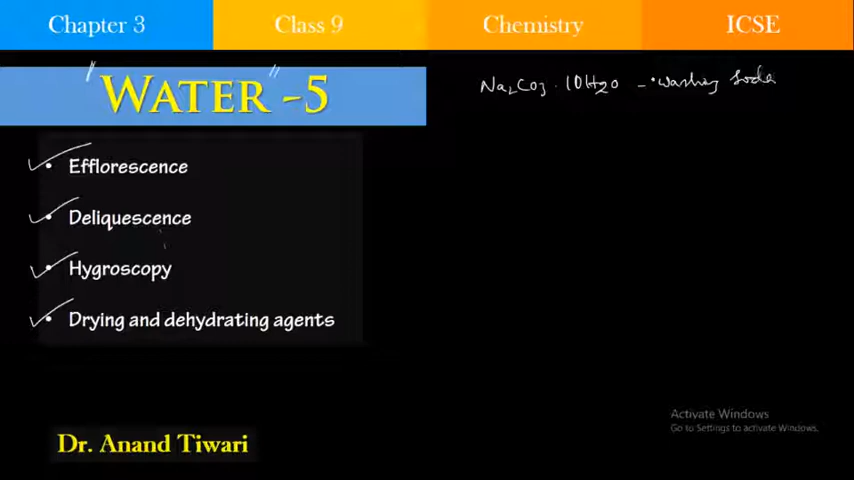 Chapter 3
Class 9
Chemistry
ICSE
WATER -5
Na2CO3 . 10H2O - washing soda
• Efflorescence
• Deliquescence
• Hygroscopy
• Drying and dehydrating agents
Activate Windows
Go to Settings to activate Windows.
Dr. Anand Tiwari